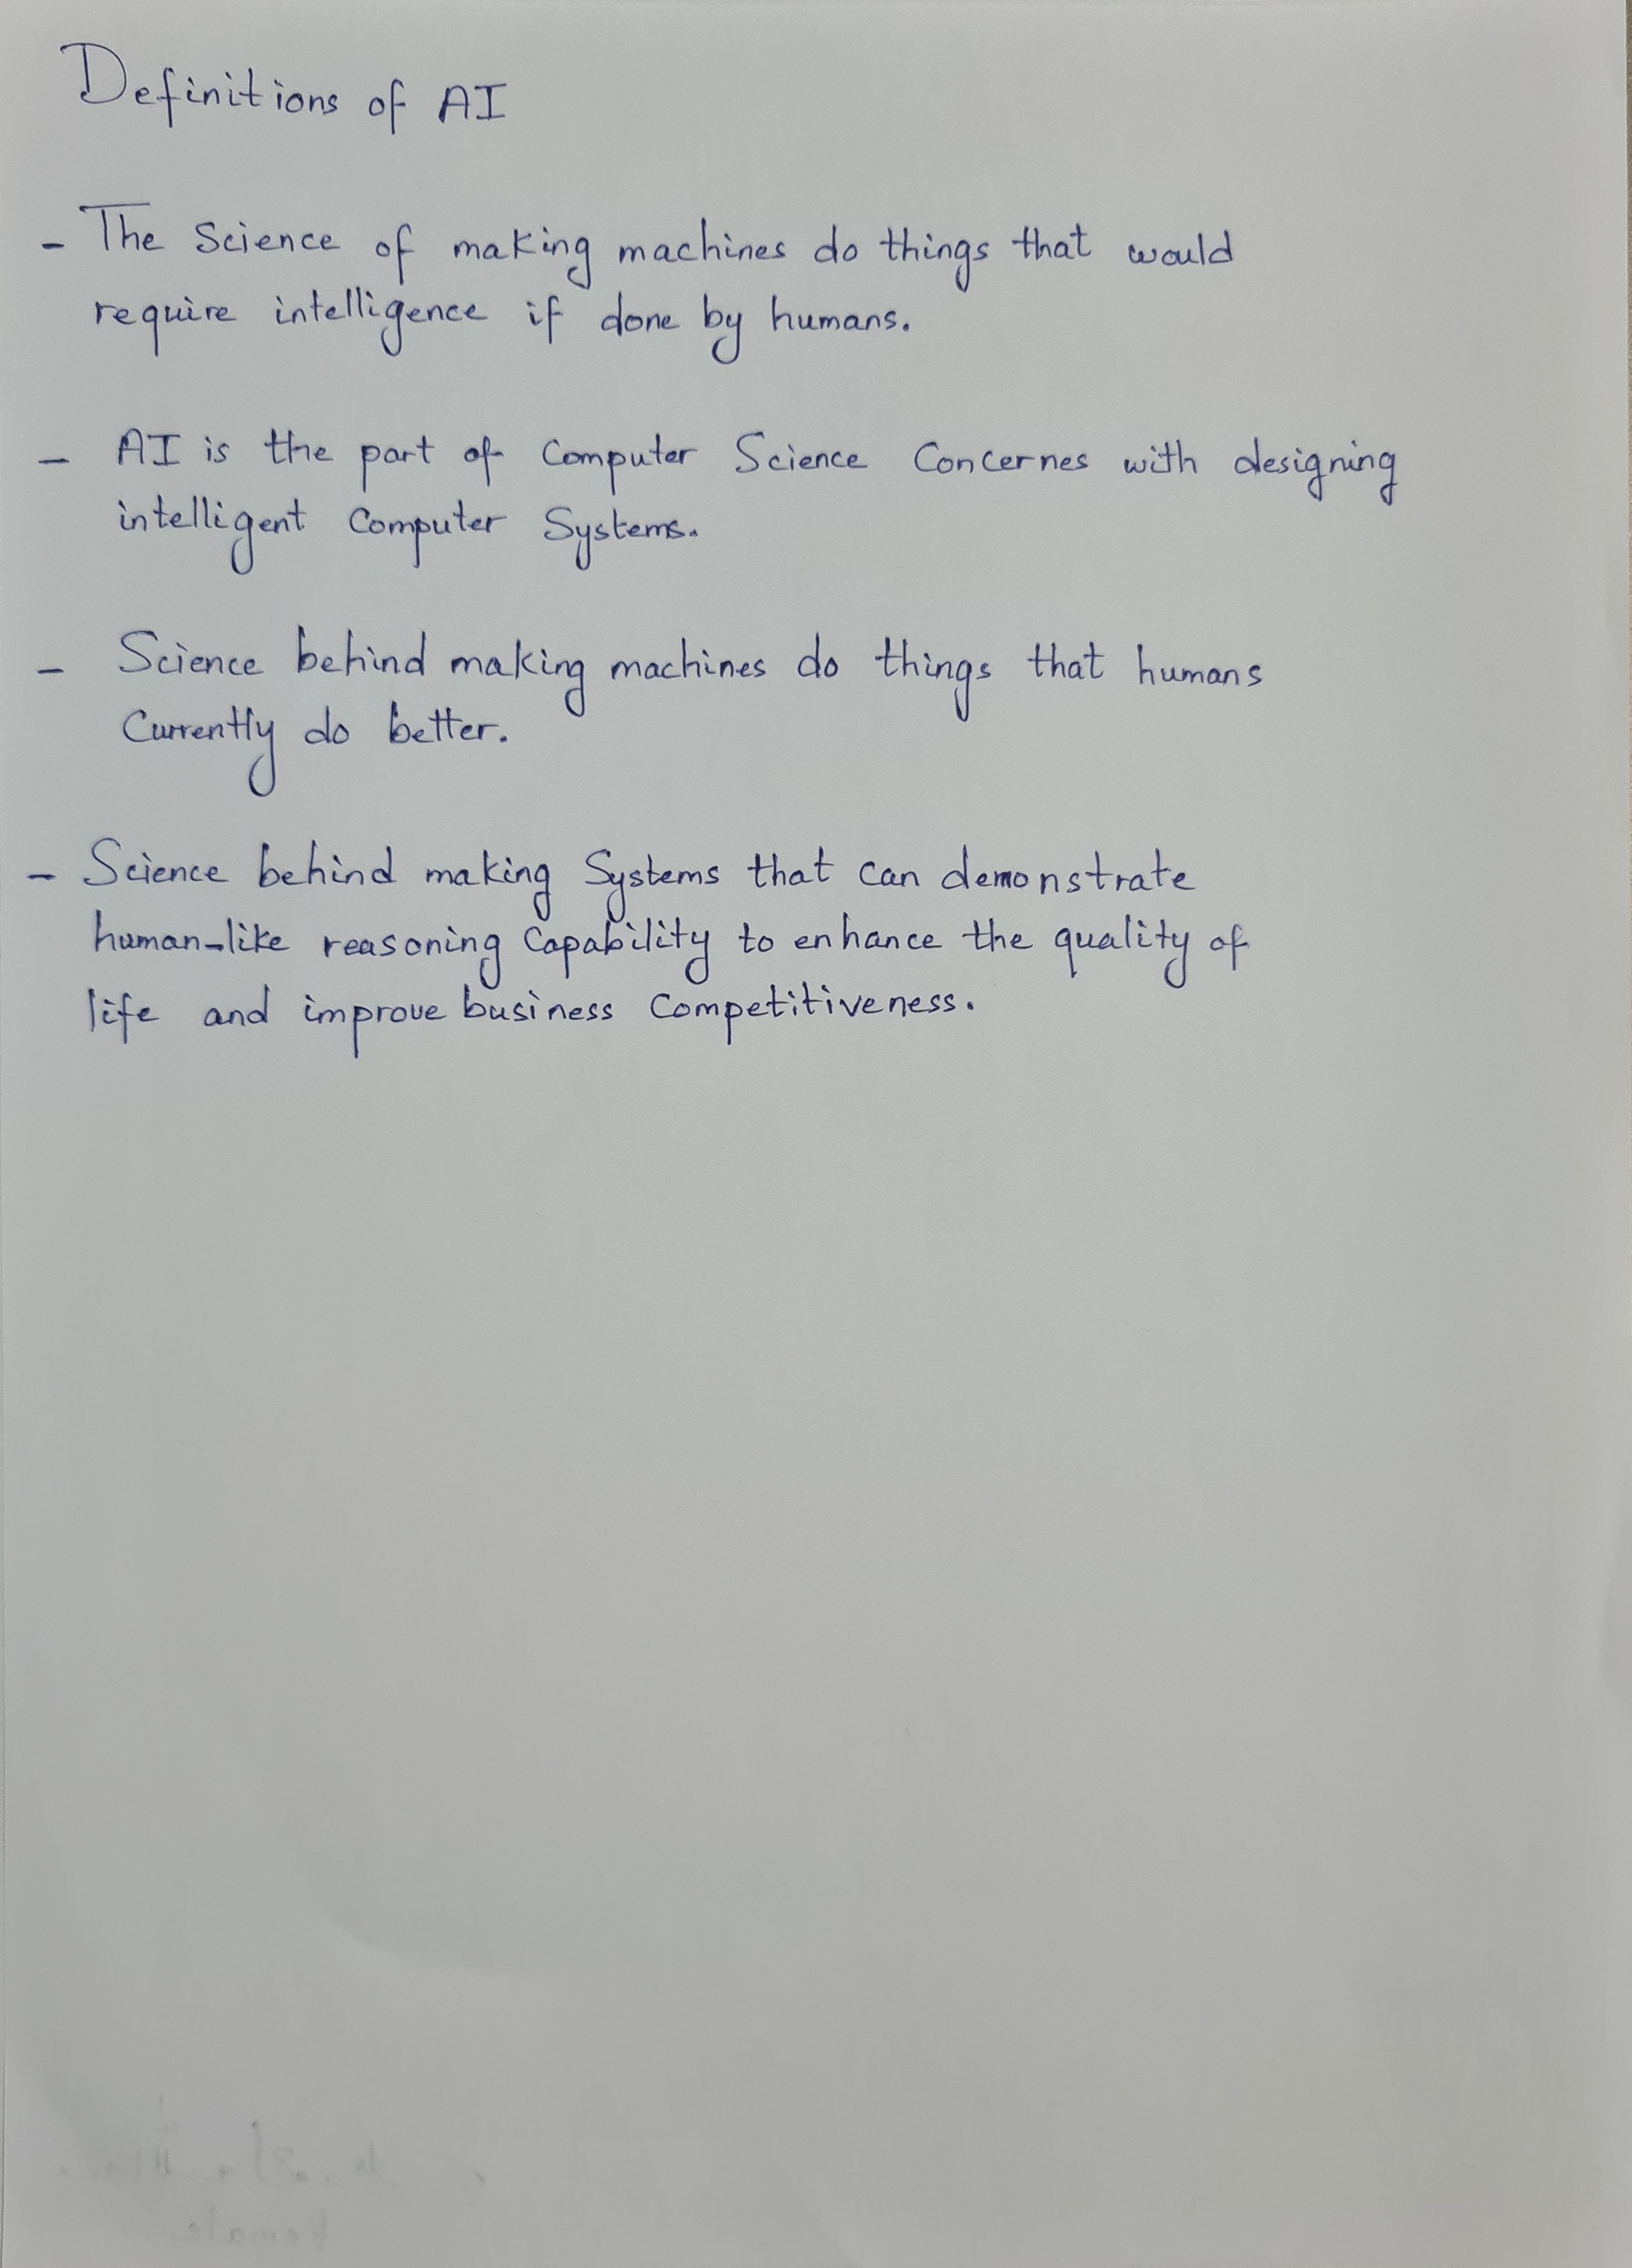 Definitions of AI
- The Science of making machines do things that would
require intelligence if done by humans.
- AI is the part of Computer Science Concernes with designing
intelligent Computer Systems.
- Science behind making machines do things that humans
Currently do better.
- Science behind making Systems that can demonstrate
human-like reasoning Capability to enhance the quality of
life and improve business Competitiveness.